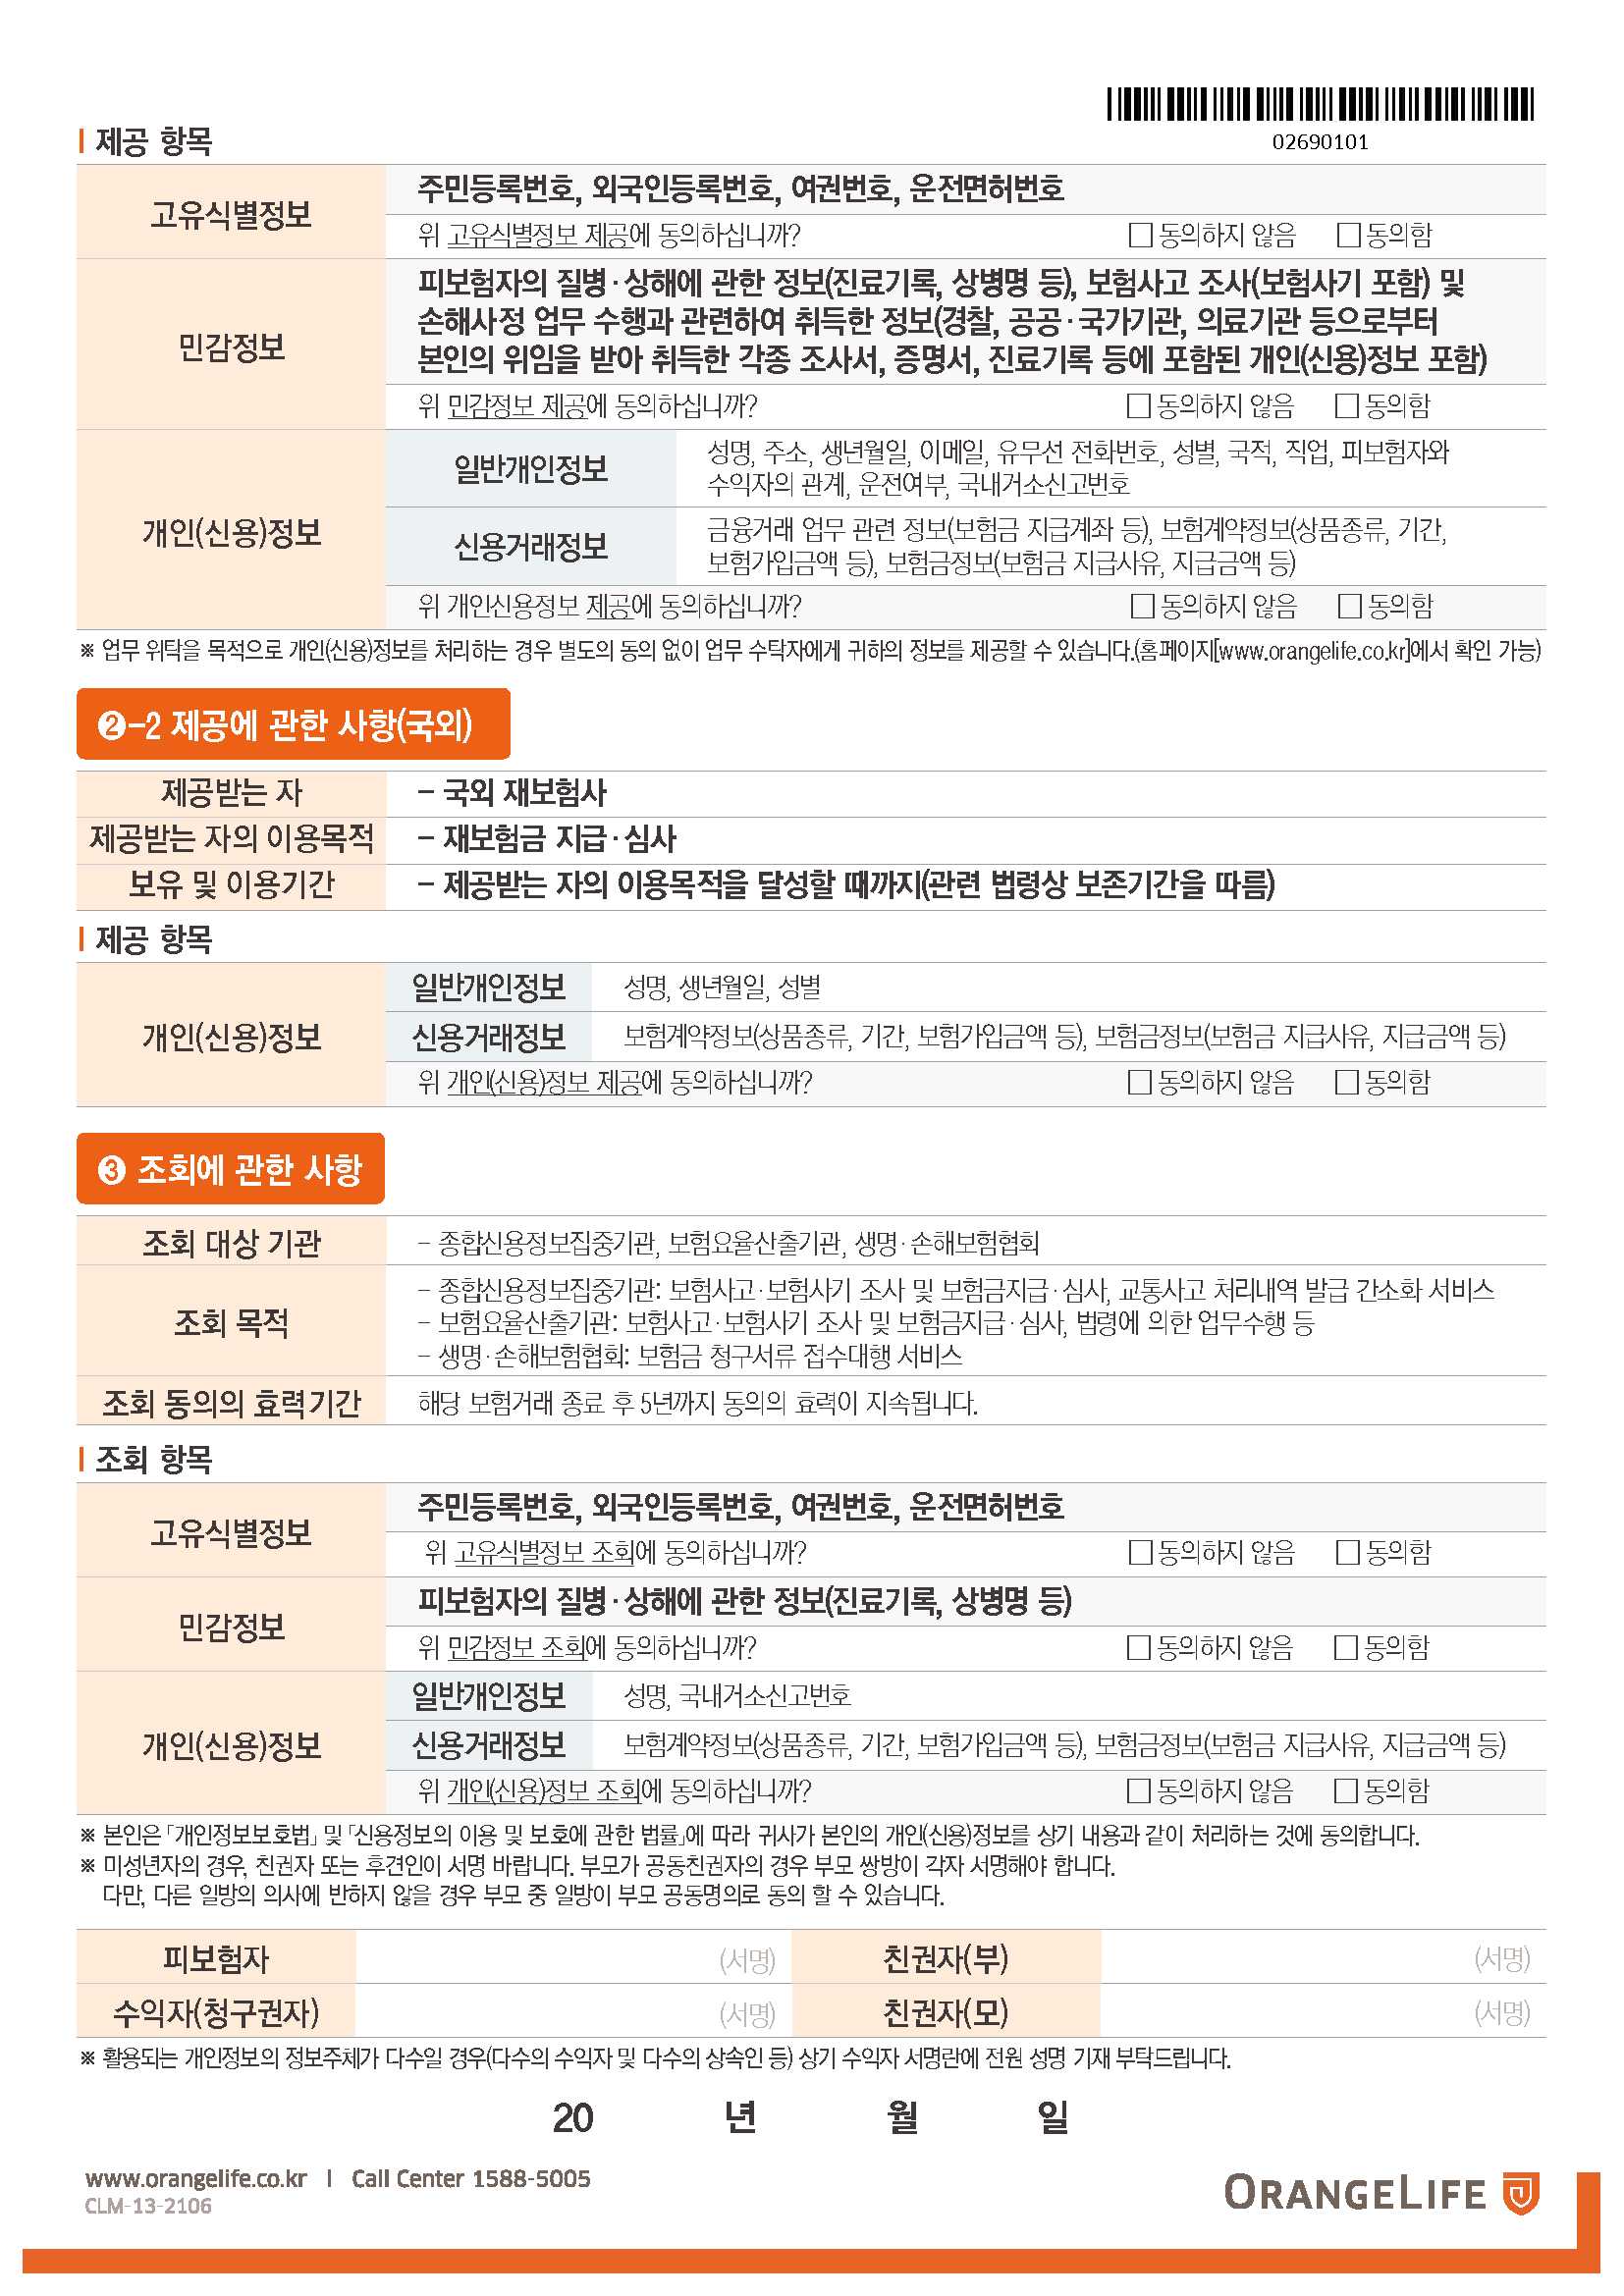 02690101
제공 항목
고유식별정보
주민등록번호, 외국인등록번호, 여권번호, 운전면허번호
위 고유식별정보 제공에 동의하십니까? □동의하지 않음 □동의함
민감정보
피보험자의 질병·상해에 관한 정보(진료기록, 상병명 등), 보험사고 조사(보험사기 포함) 및
손해사정 업무 수행과 관련하여 취득한 정보(경찰, 공공·국가기관, 의료기관 등으로부터
본인의 위임을 받아 취득한 각종 조사서, 증명서, 진료기록 등에 포함된 개인(신용)정보 포함)
위 민감정보 제공에 동의하십니까? □동의하지 않음 □동의함
개인(신용)정보
일반개인정보
성명, 주소, 생년월일, 이메일, 유무선 전화번호, 성별, 국적, 직업, 피보험자와
수익자의 관계, 운전여부, 국내거소신고번호
신용거래정보
금융거래 업무 관련 정보(보험금 지급계좌 등), 보험계약정보(상품종류, 기간,
보험가입금액 등), 보험금정보(보험금 지급사유, 지급금액 등)
위 개인신용정보 제공에 동의하십니까? □동의하지 않음 □동의함
※ 업무 위탁을 목적으로 개인(신용)정보를 처리하는 경우 별도의 동의 없이 업무 수탁자에게 귀하의 정보를 제공할 수 있습니다.(홈페이지[www.orangelife.co.kr]에서 확인 가능)
❷-2 제공에 관한 사항(국외)
제공받는 자 – 국외 재보험사
제공받는 자의 이용목적 – 재보험금 지급·심사
보유 및 이용기간 – 제공받는 자의 이용목적을 달성할 때까지(관련 법령상 보존기간을 따름)
제공 항목
개인(신용)정보
일반개인정보 성명, 생년월일, 성별
신용거래정보 보험계약정보(상품종류, 기간, 보험가입금액 등), 보험금정보(보험금 지급사유, 지급금액 등)
위 개인(신용)정보 제공에 동의하십니까? □동의하지 않음 □동의함
❸ 조회에 관한 사항
조회 대상 기관 – 종합신용정보집중기관, 보험요율산출기관, 생명·손해보험협회
조회 목적
– 종합신용정보집중기관: 보험사고·보험사기 조사 및 보험금지급·심사, 교통사고 처리내역 발급 간소화 서비스
– 보험요율산출기관: 보험사고·보험사기 조사 및 보험금지급·심사, 법령에 의한 업무수행 등
– 생명·손해보험협회: 보험금 청구서류 접수대행 서비스
조회 동의의 효력기간 해당 보험거래 종료 후 5년까지 동의의 효력이 지속됩니다.
조회 항목
고유식별정보
주민등록번호, 외국인등록번호, 여권번호, 운전면허번호
위 고유식별정보 조회에 동의하십니까? □동의하지 않음 □동의함
민감정보
피보험자의 질병·상해에 관한 정보(진료기록, 상병명 등)
위 민감정보 조회에 동의하십니까? □동의하지 않음 □동의함
개인(신용)정보
일반개인정보 성명, 국내거소신고번호
신용거래정보 보험계약정보(상품종류, 기간, 보험가입금액 등), 보험금정보(보험금 지급사유, 지급금액 등)
위 개인(신용)정보 조회에 동의하십니까? □동의하지 않음 □동의함
※ 본인은 「개인정보보호법」 및 「신용정보의 이용 및 보호에 관한 법률」에 따라 귀사가 본인의 개인(신용)정보를 상기 내용과 같이 처리하는 것에 동의합니다.
※ 미성년자의 경우, 친권자 또는 후견인이 서명 바랍니다. 부모가 공동친권자의 경우 부모 쌍방이 각자 서명해야 합니다.
다만, 다른 일방의 의사에 반하지 않을 경우 부모 중 일방이 부모 공동명의로 동의 할 수 있습니다.
피보험자 (서명) 친권자(부) (서명)
수익자(청구권자) (서명) 친권자(모) (서명)
※ 활용되는 개인정보의 정보주체가 다수일 경우(다수의 수익자 및 다수의 상속인 등) 상기 수익자 서명란에 전원 성명 기재 부탁드립니다.
20 년 월 일
www.orangelife.co.kr | Call Center 1588-5005
CLM-13-2106
ORANGELIFE